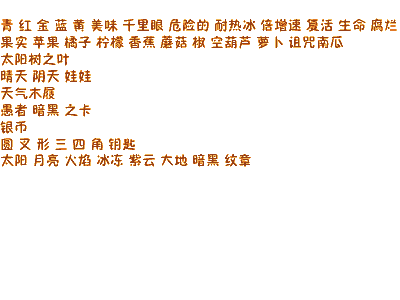 青 红 金 蓝 黄 美味 千里眼 危险的 耐热冰 倍增速 复活 生命 腐烂
果实 苹果 橘子 柠檬 香蕉 蘑菇 椒 空葫芦 萝卜 诅咒南瓜
太阳树之叶
晴天 阴天 娃娃
天气木屐
愚者 暗黑 之卡
银币
圆 叉 形 三 四 角 钥匙
太阳 月亮 火焰 冰冻 紫云 大地 暗黑 纹章